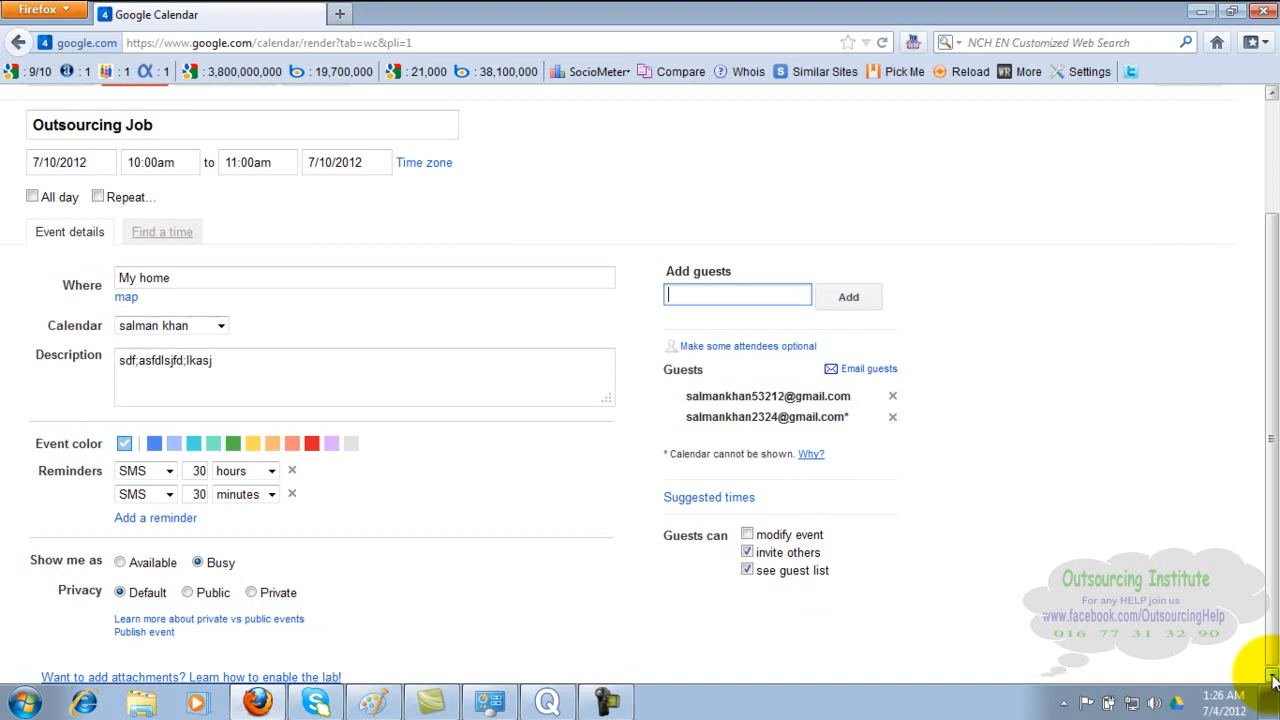 Firefox
Google Calendar
google.com
https://www.google.com/calendar/render?tab=wc&pli=1
NCH EN Customized Web Search
: 9/10 : 1 : 1 : 1 : 3,800,000,000 : 19,700,000 : 21,000 : 38,100,000 SocioMeter Compare Whois Similar Sites Pick Me Reload More Settings
Outsourcing Job
7/10/2012 10:00am to 11:00am 7/10/2012 Time zone
All day Repeat...
Event details Find a time
Where My home
map
Calendar salman khan
Description sdf;asfdlsjfd;lkasj
Event color
Reminders SMS 30 hours
SMS 30 minutes
Add a reminder
Show me as Available Busy
Privacy Default Public Private
Learn more about private vs public events
Publish event
Want to add attachments? Learn how to enable the lab!
Add guests
Add
Make some attendees optional
Guests Email guests
salmankhan53212@gmail.com
salmankhan2324@gmail.com*
* Calendar cannot be shown. Why?
Suggested times
Guests can modify event
invite others
see guest list
Outsourcing Institute
For any HELP join us
www.facebook.com/OutsourcingHelp
016 77 31 32 90
1:26 AM
7/4/2012